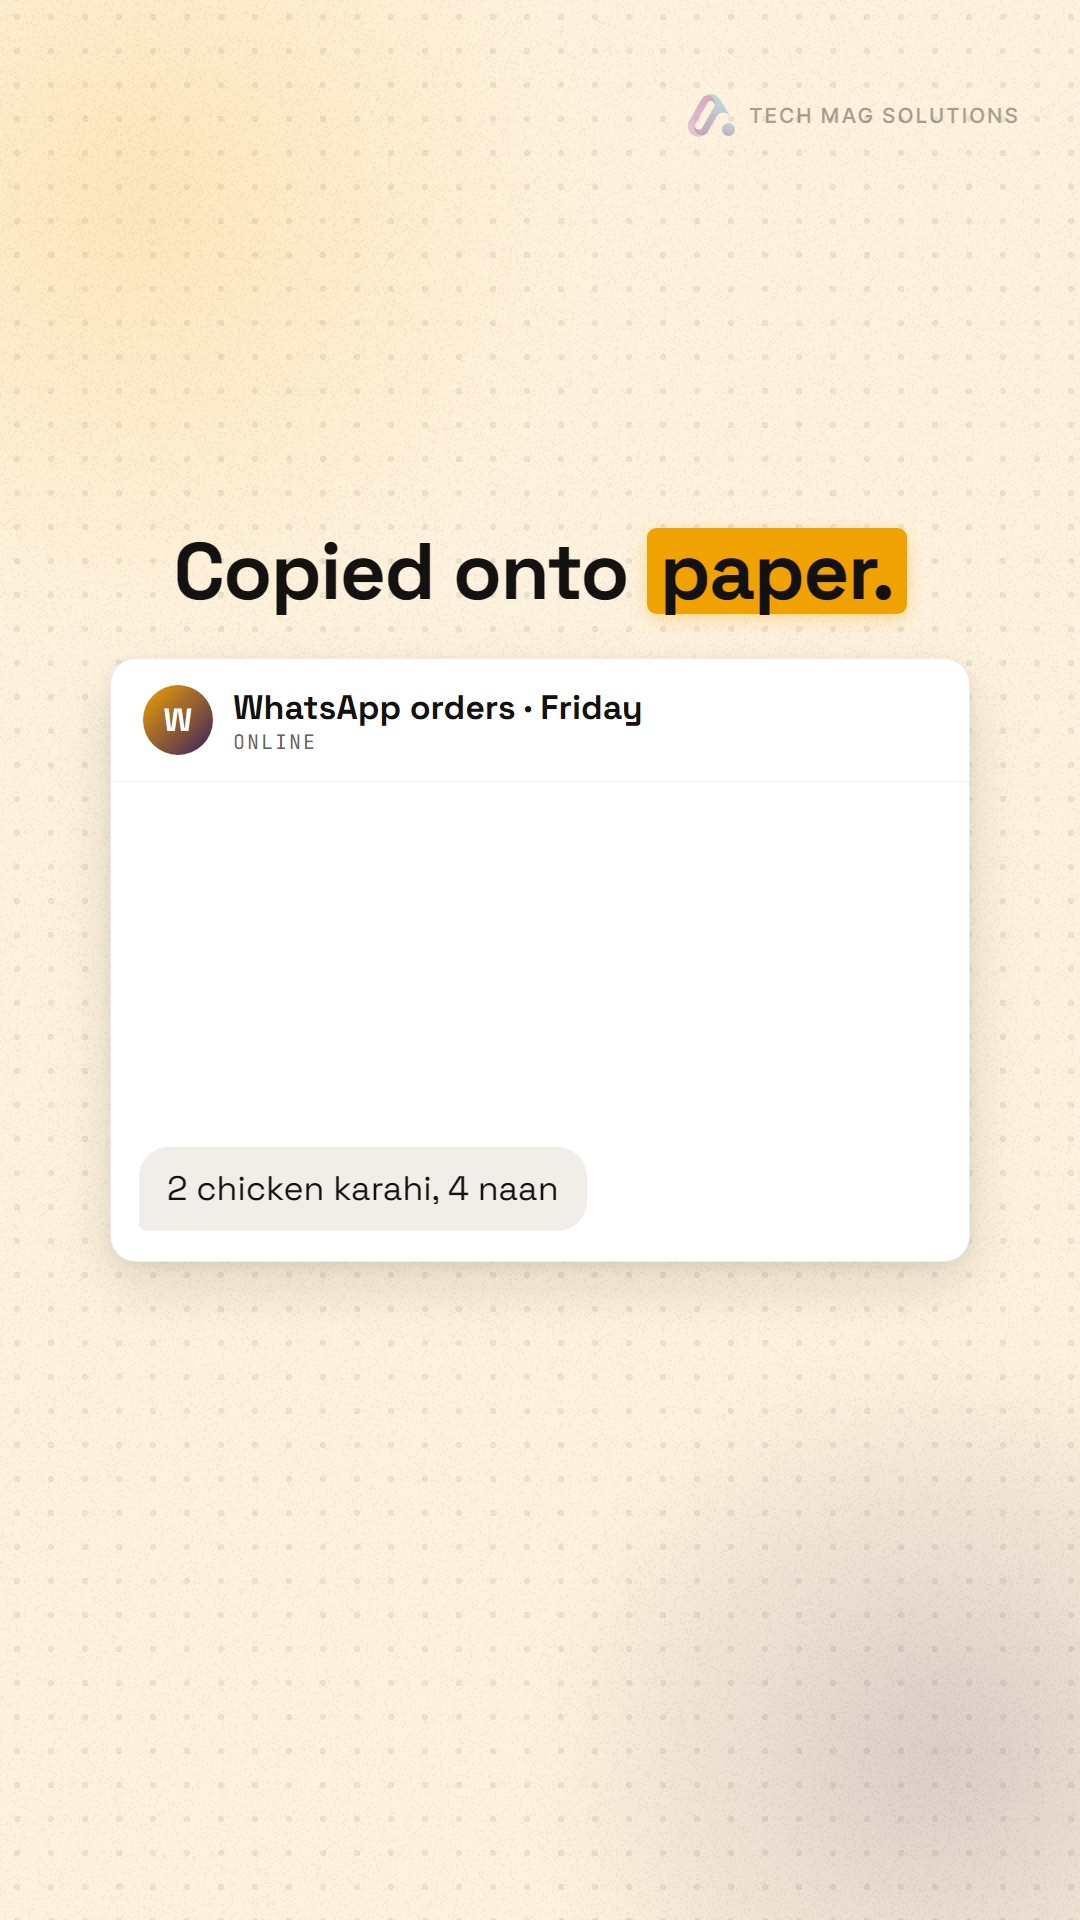 TECH MAG SOLUTIONS
Copied onto paper.
W
WhatsApp orders · Friday
ONLINE
2 chicken karahi, 4 naan